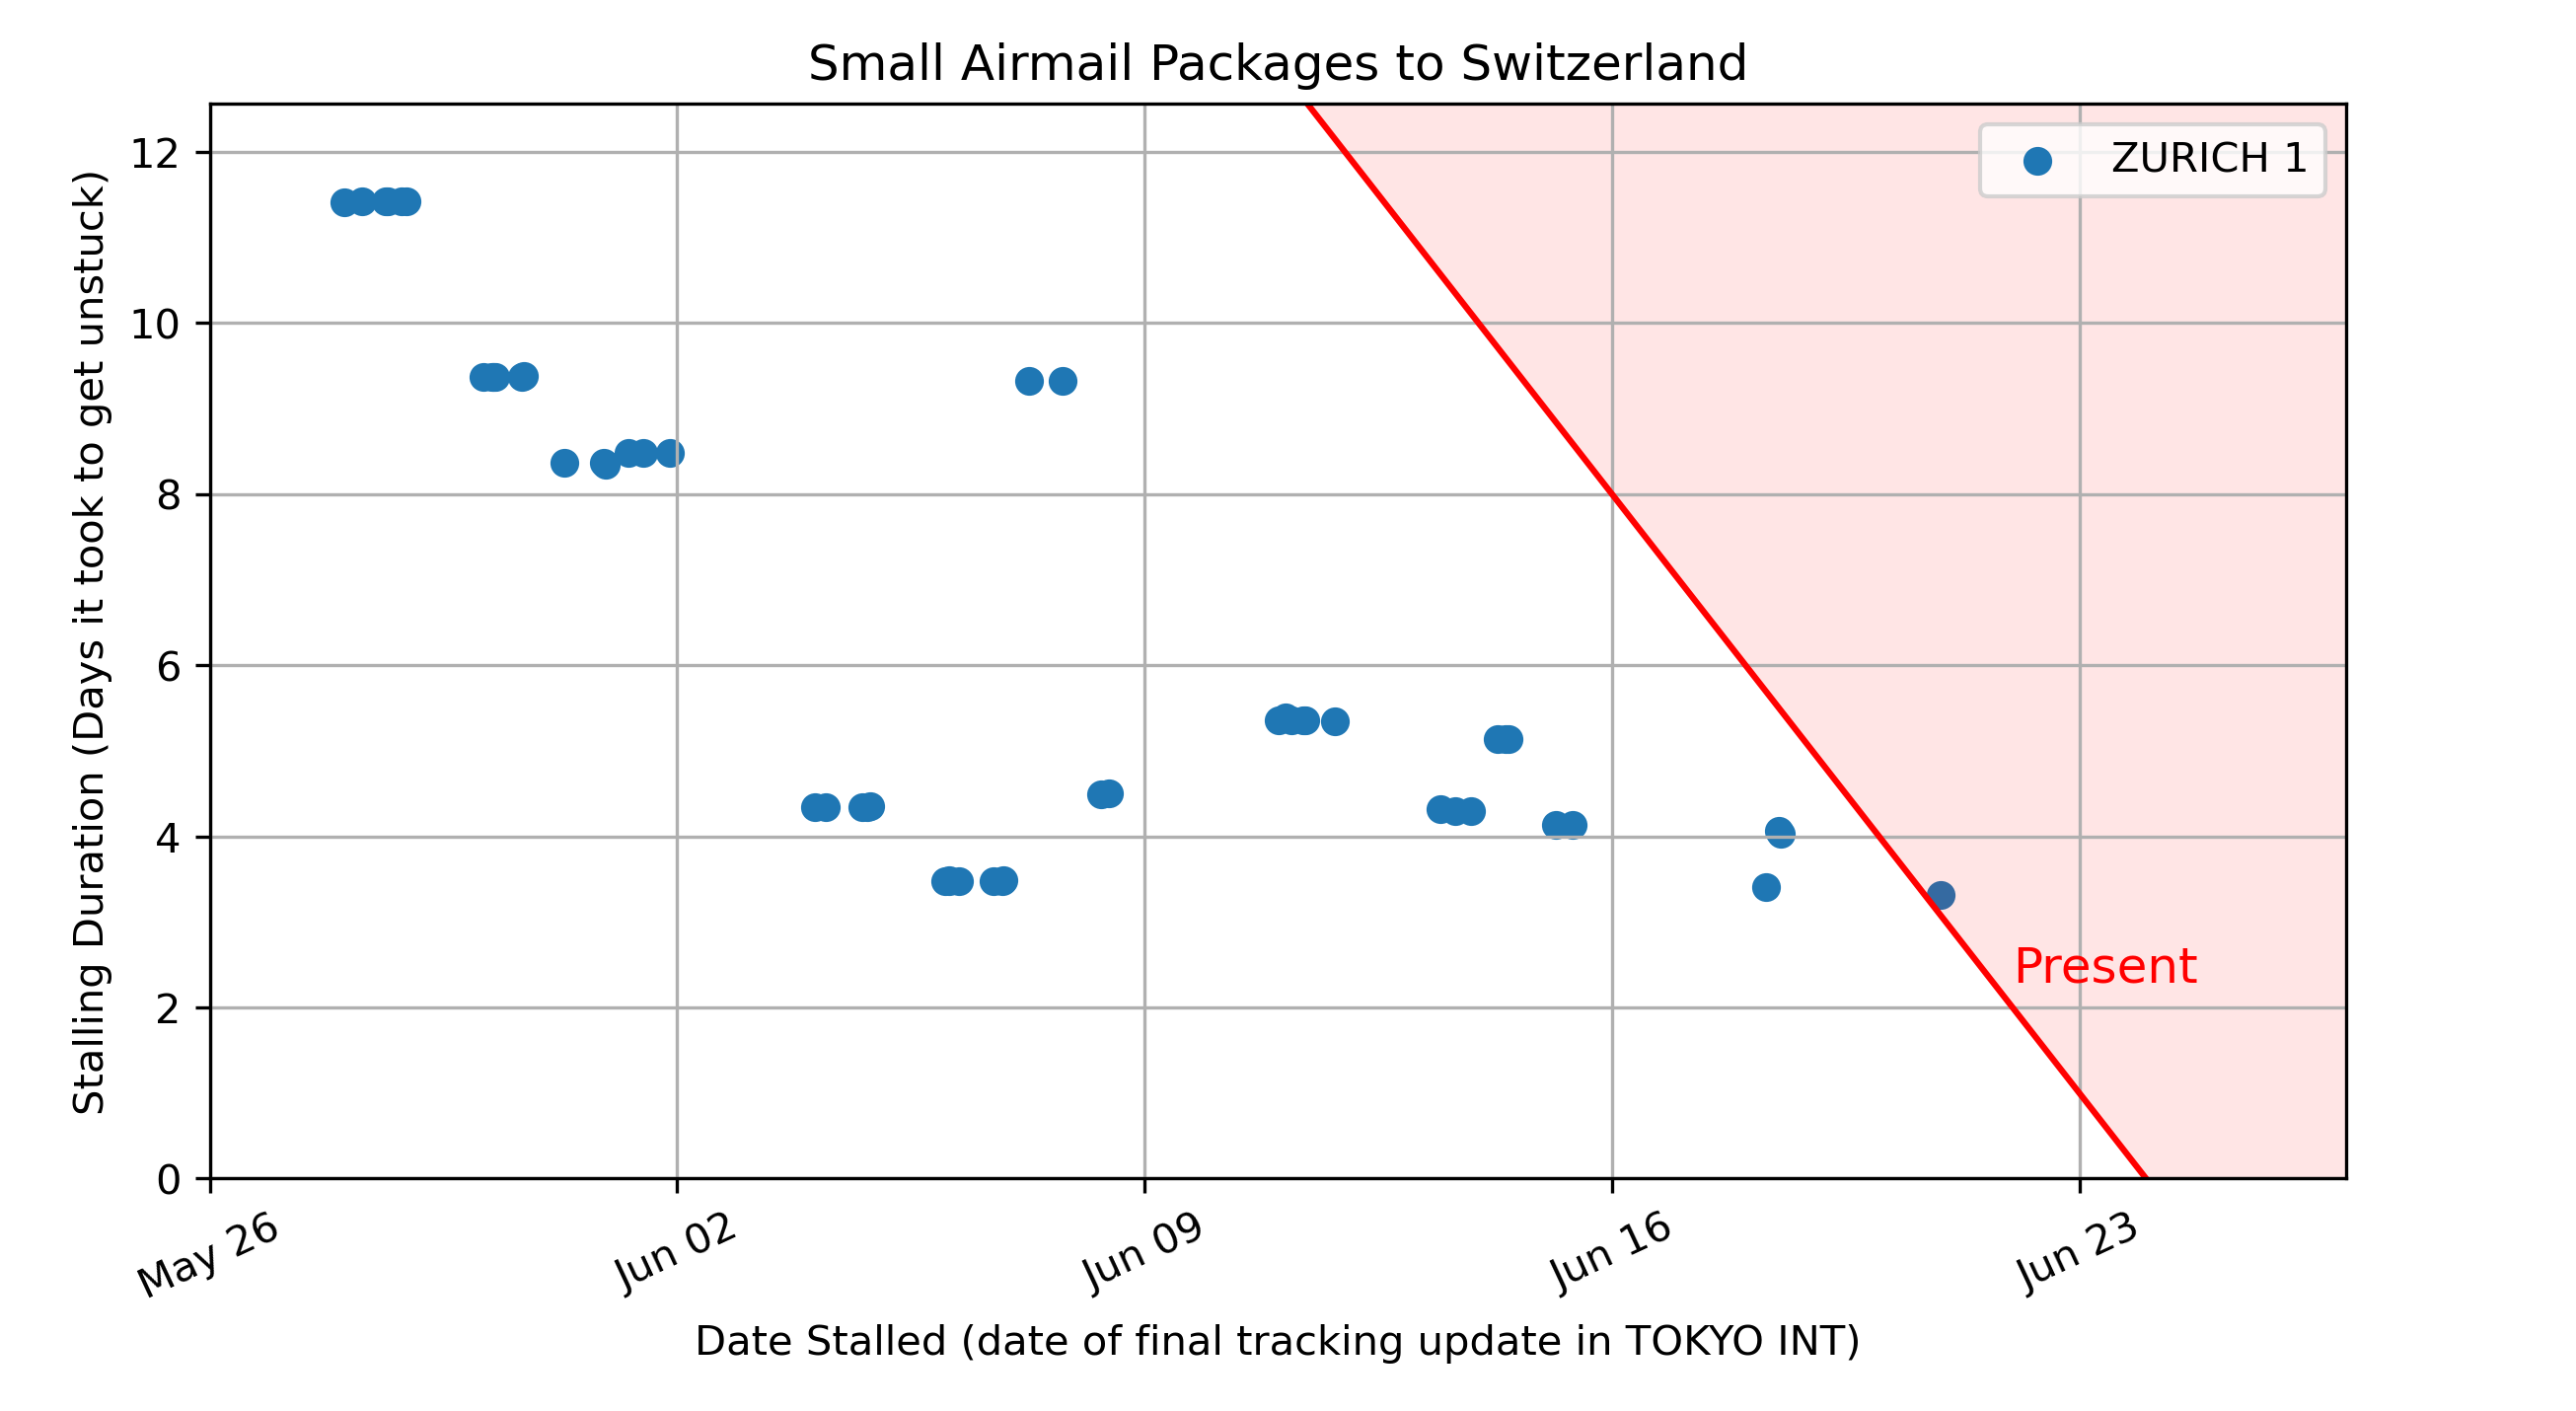 Small Airmail Packages to Switzerland
ZURICH 1
Stalling Duration (Days it took to get unstuck)
12
10
8
6
4
2
0
Present
May 26
Jun 02
Jun 09
Jun 16
Jun 23
Date Stalled (date of final tracking update in TOKYO INT)